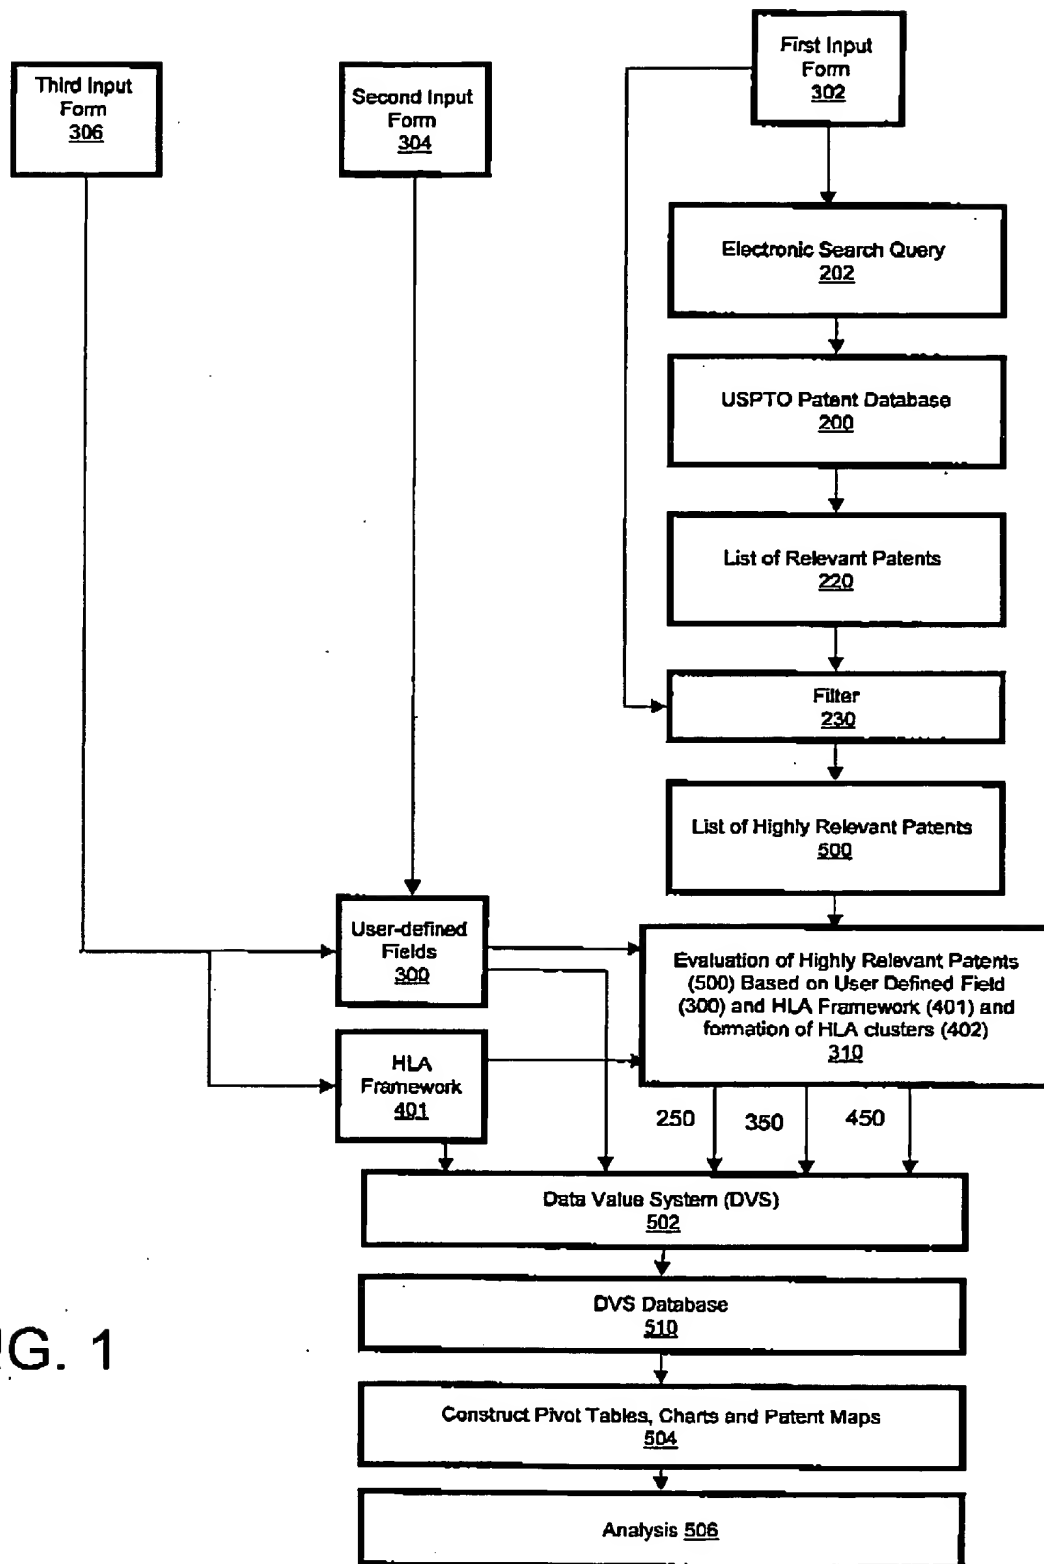 First Input
Form
302
Third Input
Form
306
Second Input
Form
304
Electronic Search Query
202
USPTO Patent Database
200
List of Relevant Patents
220
Filter
230
List of Highly Relevant Patents
500
User-defined
Fields
300
Evaluation of Highly Relevant Patents
(500) Based on User Defined Field
(300) and HLA Framework (401) and
formation of HLA clusters (402)
310
HLA
Framework
401
250
350
450
Data Value System (DVS)
502
DVS Database
510
Construct Pivot Tables, Charts and Patent Maps
504
Analysis 506
G. 1